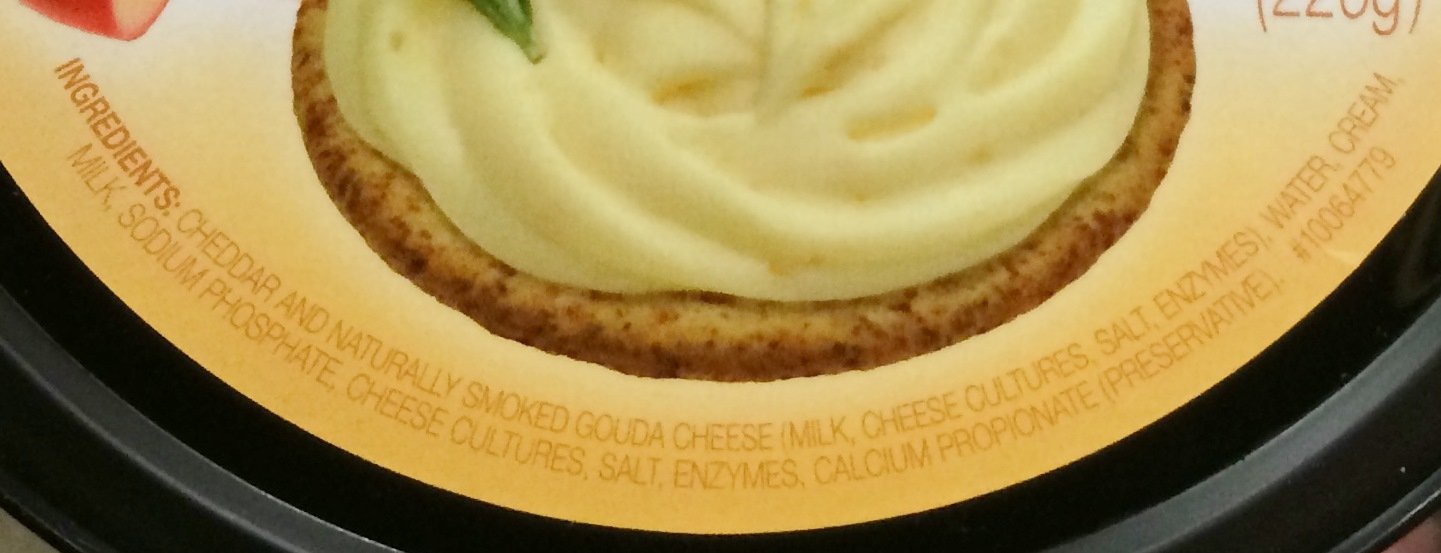 (220g)
INGREDIENTS: CHEDDAR AND NATURALLY SMOKED GOUDA CHEESE (MILK, CHEESE CULTURES, SALT, ENZYMES), WATER, CREAM,
MILK, SODIUM PHOSPHATE, CHEESE CULTURES, SALT, ENZYMES, CALCIUM PROPIONATE (PRESERVATIVE). #10064779